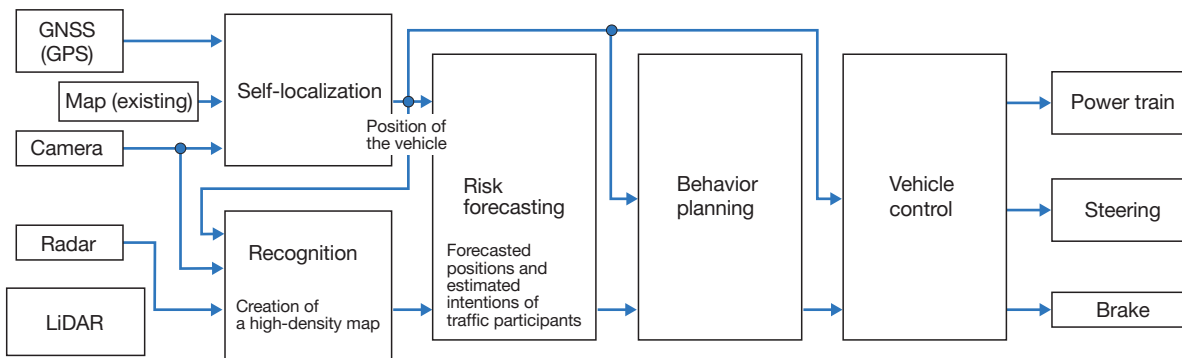 GNSS
(GPS)
Map (existing)
Camera
Radar
LiDAR
Self-localization
Position of
the vehicle
Recognition
Creation of
a high-density map
Risk
forecasting
Forecasted
positions and
estimated
intentions of
traffic participants
Behavior
planning
Vehicle
control
Power train
Steering
Brake